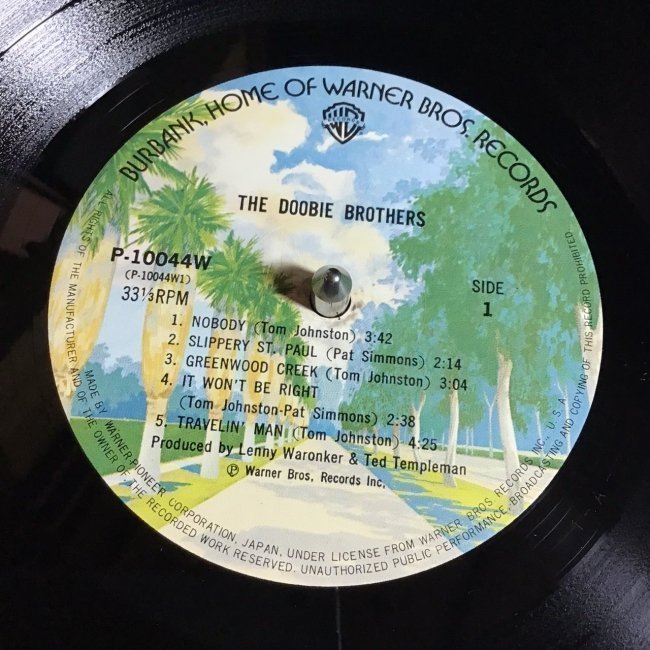 BURBANK, HOME OF WARNER BROS. RECORDS
THE DOOBIE BROTHERS
P-10044W
(P-10044W1)
33⅓RPM
SIDE
1
1. NOBODY (Tom Johnston) 3:42
2. SLIPPERY ST. PAUL (Pat Simmons) 2:14
3. GREENWOOD CREEK (Tom Johnston) 3:04
4. IT WON'T BE RIGHT
(Tom Johnston-Pat Simmons) 2:38
5. TRAVELIN' MAN (Tom Johnston) 4:25
Produced by Lenny Waronker & Ted Templeman
Ⓟ Warner Bros, Records Inc.
MADE BY WARNER-PIONEER CORPORATION, JAPAN, UNDER LICENSE FROM WARNER BROS RECORDS INC., U.S.A.
ALL RIGHTS OF THE MANUFACTURER AND OF THE OWNER OF THE RECORDED WORK RESERVED. UNAUTHORIZED PUBLIC PERFORMANCE, BROADCASTING AND COPYING OF THIS RECORD PROHIBITED.